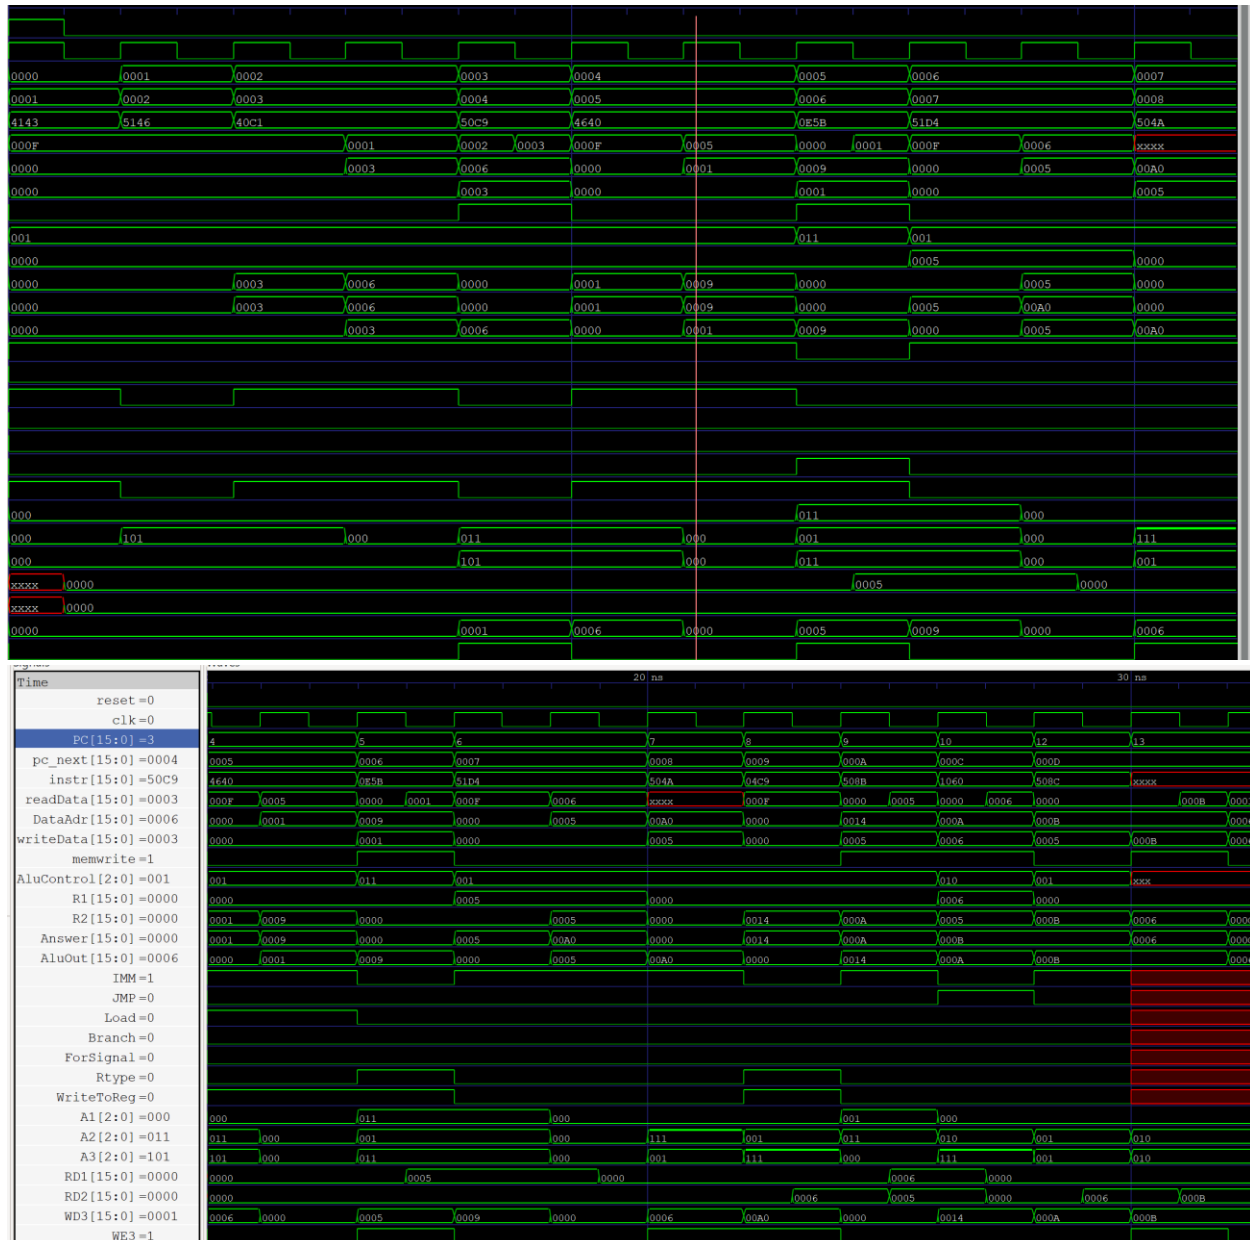 0000 0001 0002 0003 0004 0005 0006 0007
0001 0002 0003 0004 0005 0006 0007 0008
4143 5146 40C1 50C9 4640 0E5B 51D4 504A
000F 0001 0002 0003 000F 0005 0000 0001 000F 0006 xxxx
0000 0003 0006 0000 0001 0009 0000 0005 00A0
0000 0003 0000 0001 0000 0005
001 011 001
0000 0005 0000
0000 0003 0006 0000 0001 0009 0000 0005 0000
0000 0003 0006 0000 0001 0009 0000 0005 00A0 0000
0000 0003 0006 0000 0001 0009 0000 0005 00A0
000 011 000
000 101 000 011 000 001 000 111
000 101 000 011 000 001
xxxx 0000 0005 0000
xxxx 0000
0000 0001 0006 0000 0005 0009 0000 0006
Time 20 ns 30 ns
reset=0
clk=0
PC[15:0]=3 4 5 6 7 8 9 10 12 13
pc_next[15:0]=0004 0005 0006 0007 0008 0009 000A 000C 000D
instr[15:0]=50C9 4640 0E5B 51D4 504A 04C9 508B 1060 508C xxxx
readData[15:0]=0003 000F 0005 0000 0001 000F 0006 xxxx 000F 0000 0005 0000 0006 0000 000B
DataAdr[15:0]=0006 0000 0001 0009 0000 0005 00A0 0000 0014 000A 000B
writeData[15:0]=0003 0000 0001 0000 0005 0000 0005 0006 0005 000B
memwrite=1
AluControl[2:0]=001 001 011 001 010 001 xxx
R1[15:0]=0000 0000 0005 0000 0006 0000
R2[15:0]=0000 0001 0009 0000 0005 0000 0014 000A 0005 000B 0006
Answer[15:0]=0000 0001 0009 0000 0005 00A0 0000 0014 000A 000B 0006
AluOut[15:0]=0006 0000 0001 0009 0000 0005 00A0 0000 0014 000A 000B
IMM=1
JMP=0
Load=0
Branch=0
ForSignal=0
Rtype=0
WriteToReg=0
A1[2:0]=000 000 011 000 001 000
A2[2:0]=011 011 000 001 000 111 001 011 010 001 010
A3[2:0]=101 101 000 011 000 001 111 000 111 001 010
RD1[15:0]=0000 0000 0005 0000 0006 0000
RD2[15:0]=0000 0000 0006 0005 0000 0006 000B
WD3[15:0]=0001 0006 0000 0005 0009 0000 0006 00A0 0000 0014 000A 000B
WE3=1